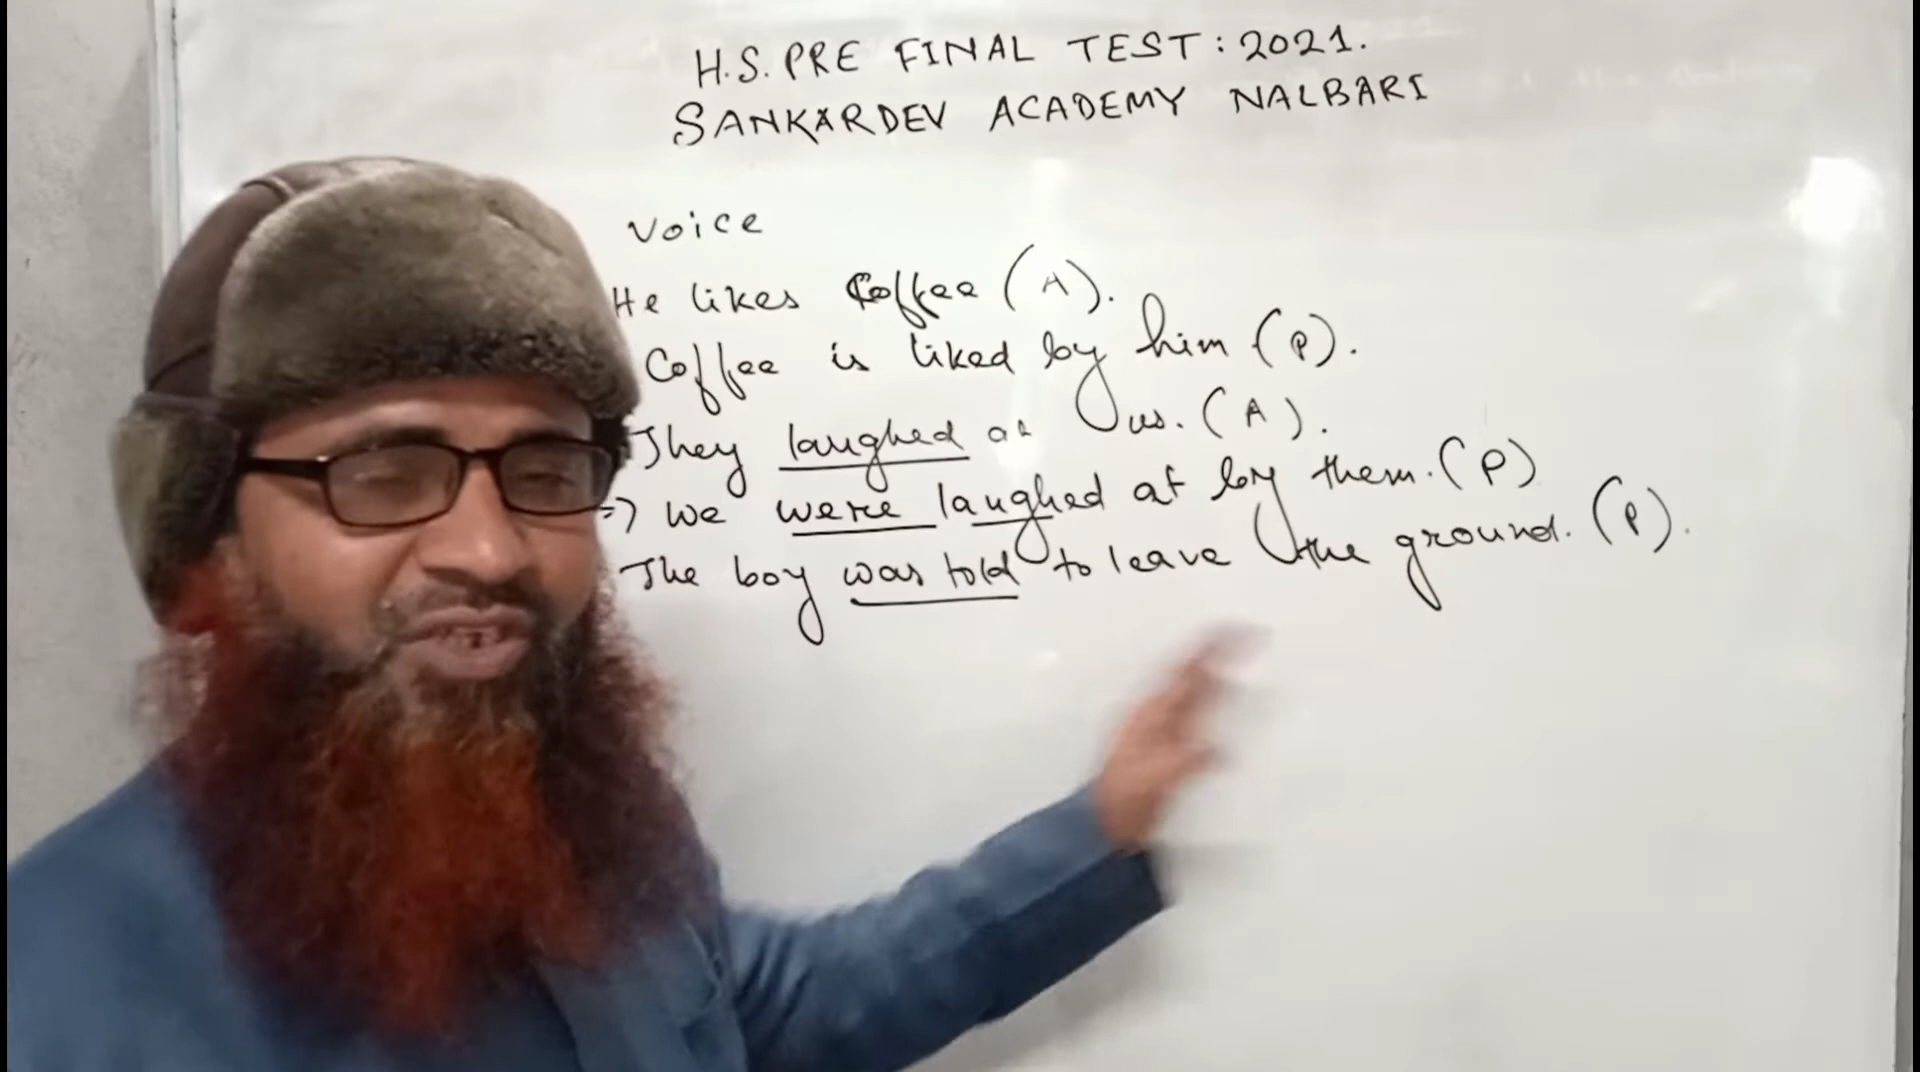 H.S. PRE FINAL TEST : 2021.
SANKARDEV ACADEMY NALBARI
Voice
He likes Coffee (A).
Coffee is liked by him (P).
They laughed at us. (A).
=) We were laughed at by them. (P)
The boy was told to leave the ground. (P).